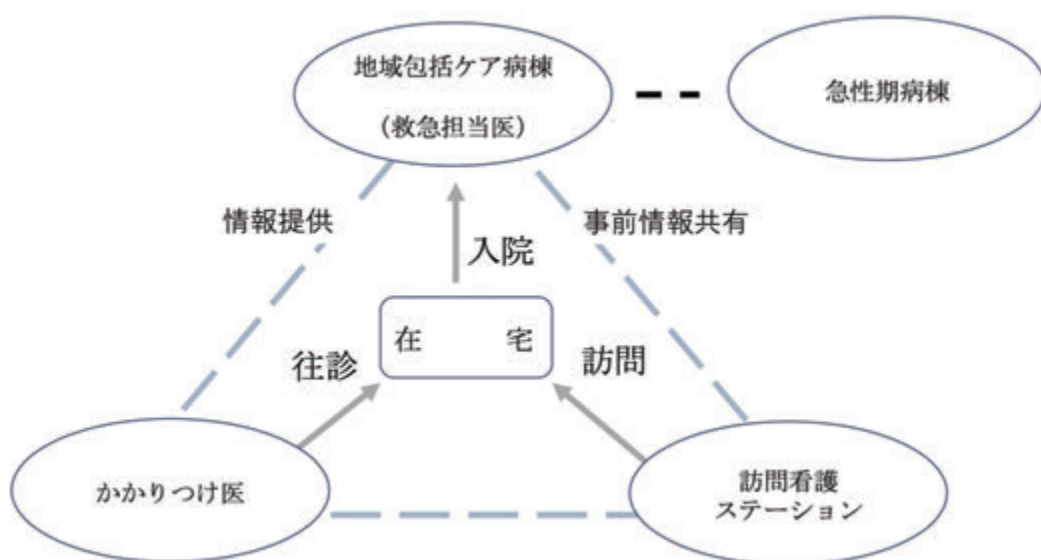 地域包括ケア病棟
(救急担当医)
急性期病棟
情報提供
事前情報共有
入院
在　宅
往診
訪問
かかりつけ医
訪問看護
ステーション